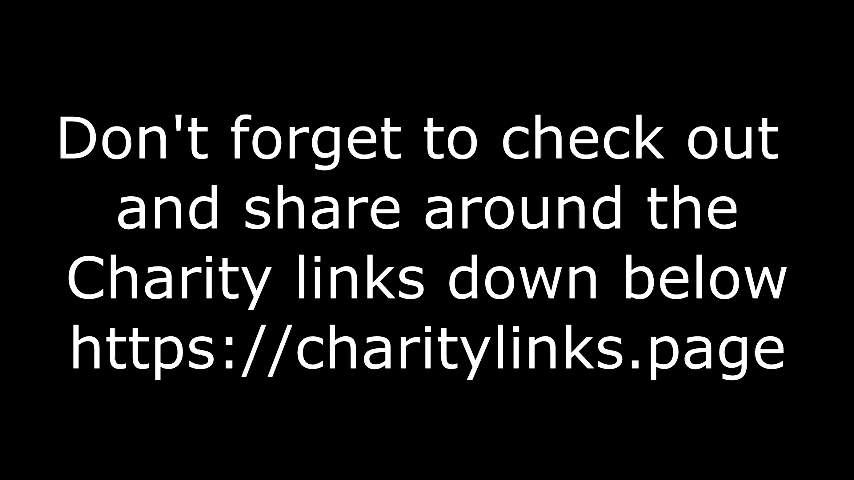 Don't forget to check out
and share around the
Charity links down below
https://charitylinks.page